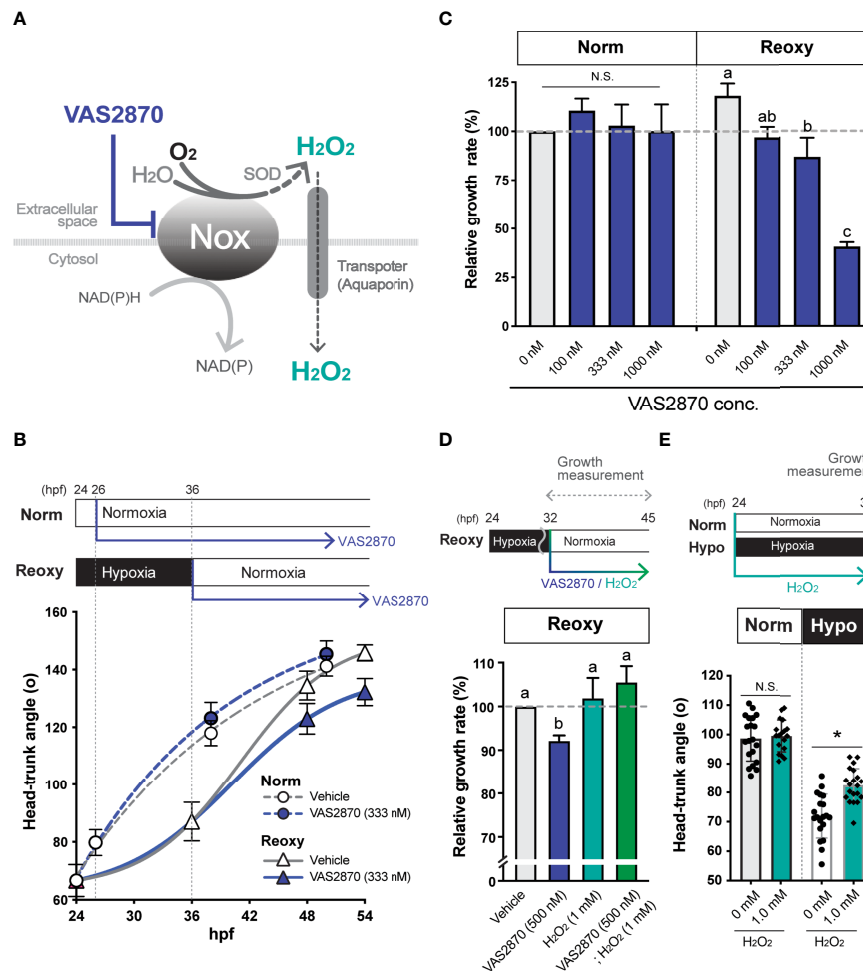 A
VAS2870
O2
H2O
SOD
H2O2
Extracellular
space
Nox
Cytosol
Transpoter
(Aquaporin)
NAD(P)H
NAD(P)
H2O2
C
Norm
Reoxy
Relative growth rate (%)
125
100
75
50
25
0
N.S.
a
ab
b
c
0 nM
100 nM
333 nM
1000 nM
0 nM
100 nM
333 nM
1000 nM
VAS2870 conc.
B
(hpf) 24 26 36
Norm
Normoxia
VAS2870
Reoxy
Hypoxia
Normoxia
VAS2870
Head-trunk angle (o)
160
140
120
100
80
60
Norm
Vehicle
VAS2870 (333 nM)
Reoxy
Vehicle
VAS2870 (333 nM)
24 30 36 42 48 54
hpf
D
Growth
measurement
(hpf) 24 32 45
Reoxy
Hypoxia
Normoxia
VAS2870 / H2O2
Reoxy
Relative growth rate (%)
110
100
90
80
70
0
a
b
a
a
Vehicle
VAS2870 (500 nM)
H2O2 (1 mM)
VAS2870 (500 nM)
; H2O2 (1 mM)
E
Growt
measureme
(hpf) 24 3
Norm
Normoxia
Hypo
Hypoxia
H2O2
Norm
Hypo
Head-trunk angle (o)
120
110
100
90
80
70
60
50
N.S.
*
0 mM
1.0 mM
0 mM
1.0 mM
H2O2
H2O2